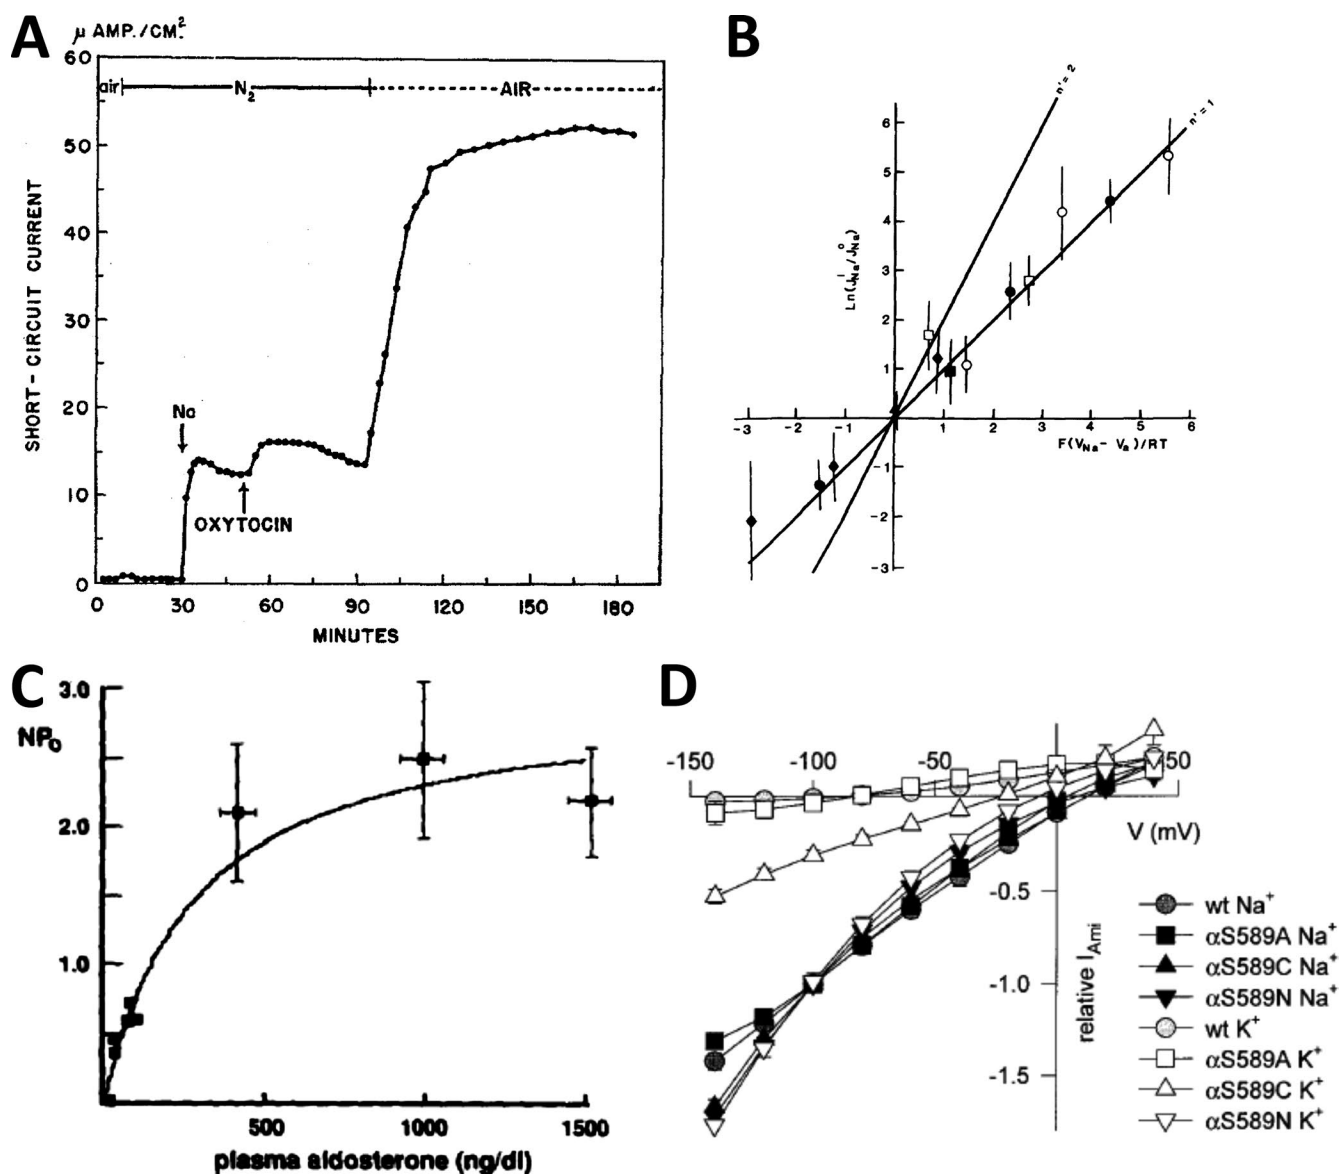 A
μ AMP./CM.²
60
50
40
30
20
10
0
SHORT-CIRCUIT CURRENT
air
N₂
AIR
Na
OXYTOCIN
0 30 60 90 120 150 180
MINUTES
B
n'=2
n'=1
6
5
4
3
2
1
Ln(Jⁱ_Na/J°_Na)
-3 -2 -1 1 2 3 4 5 6
F(V_Na - Vₐ)/RT
-1
-2
-3
C
3.0
NP₀
2.0
1.0
500 1000 1500
plasma aldosterone (ng/dl)
D
-150 -100 -50 50
V (mV)
-0.5
-1.0
-1.5
relative I_Ami
wt Na⁺
αS589A Na⁺
αS589C Na⁺
αS589N Na⁺
wt K⁺
αS589A K⁺
αS589C K⁺
αS589N K⁺